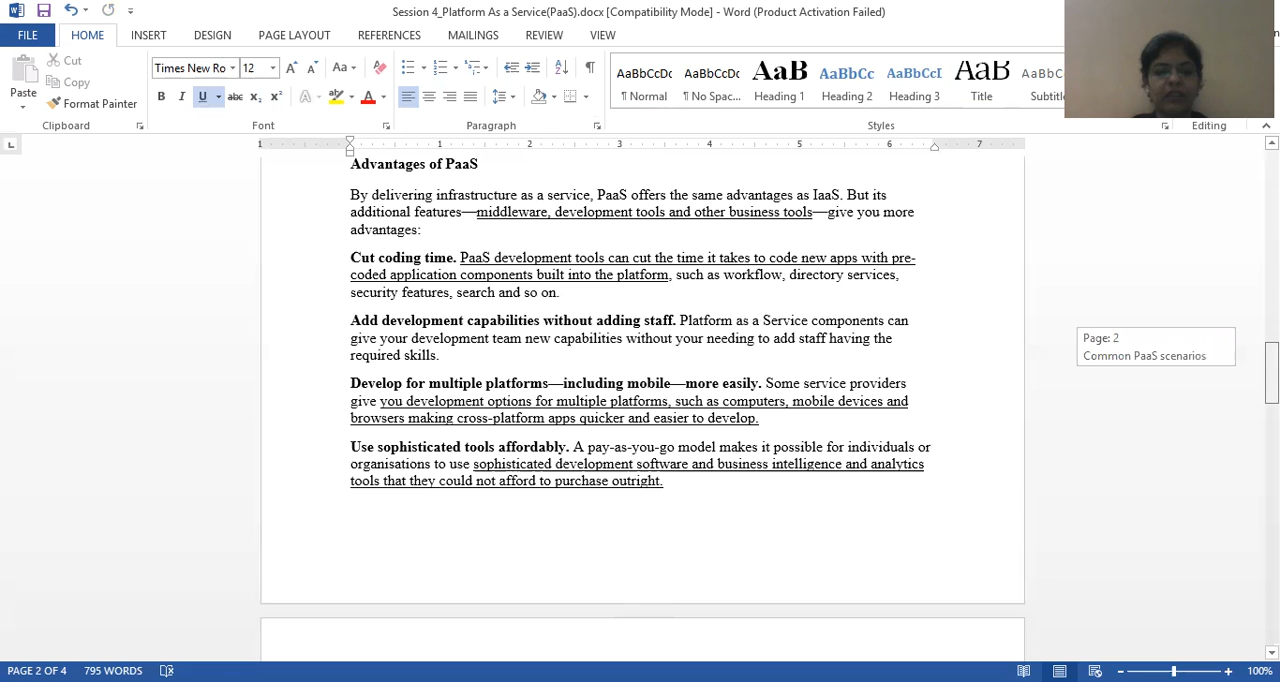 Session 4_Platform As a Service(PaaS).docx [Compatibility Mode] - Word (Product Activation Failed)
FILE HOME INSERT DESIGN PAGE LAYOUT REFERENCES MAILINGS REVIEW VIEW
Paste
Cut
Copy
Format Painter
Times New Ro 12
AaBbCcDc AaBbCcDc AaB AaBbCc AaBbCcI AaB AaBbCcD
¶ Normal ¶ No Spac... Heading 1 Heading 2 Heading 3 Title Subtitle
Clipboard Font Paragraph Styles Editing
1 1 2 3 4 5 6 7
Advantages of PaaS
By delivering infrastructure as a service, PaaS offers the same advantages as IaaS. But its
additional features—middleware, development tools and other business tools—give you more
advantages:
Cut coding time. PaaS development tools can cut the time it takes to code new apps with pre-
coded application components built into the platform, such as workflow, directory services,
security features, search and so on.
Add development capabilities without adding staff. Platform as a Service components can
give your development team new capabilities without your needing to add staff having the
required skills.
Develop for multiple platforms—including mobile—more easily. Some service providers
give you development options for multiple platforms, such as computers, mobile devices and
browsers making cross-platform apps quicker and easier to develop.
Use sophisticated tools affordably. A pay-as-you-go model makes it possible for individuals or
organisations to use sophisticated development software and business intelligence and analytics
tools that they could not afford to purchase outright.
Page: 2
Common PaaS scenarios
PAGE 2 OF 4 795 WORDS 100%